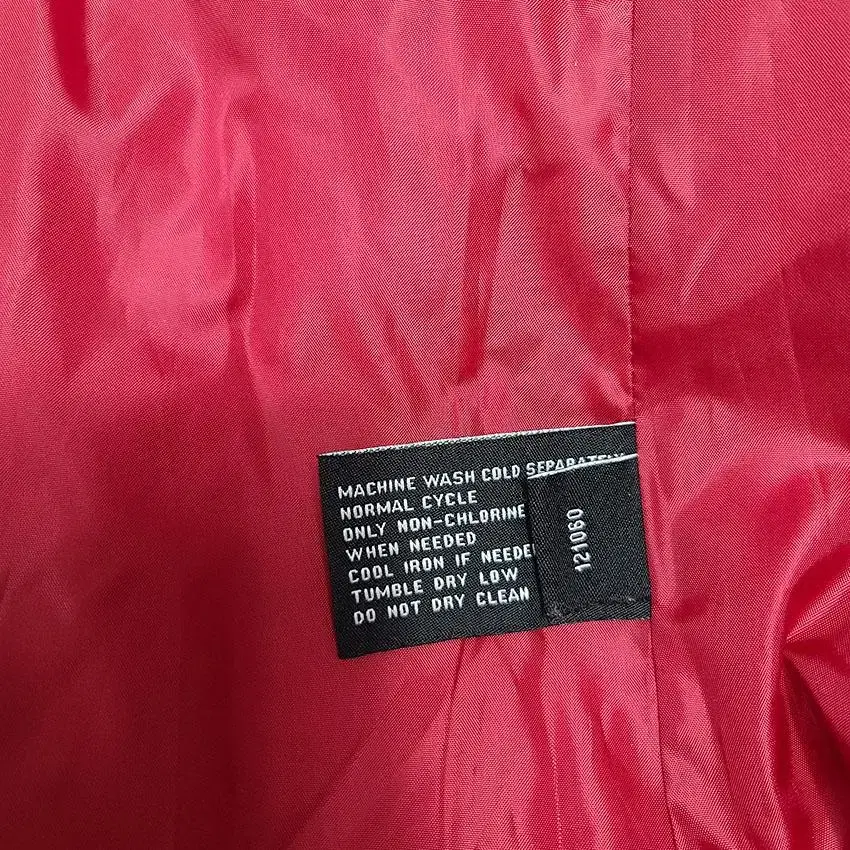 MACHINE WASH COLD SEPARATELY
NORMAL CYCLE
ONLY NON-CHLORINE
WHEN NEEDED
COOL IRON IF NEEDE
TUMBLE DRY LOW
DO NOT DRY CLEAN
121060